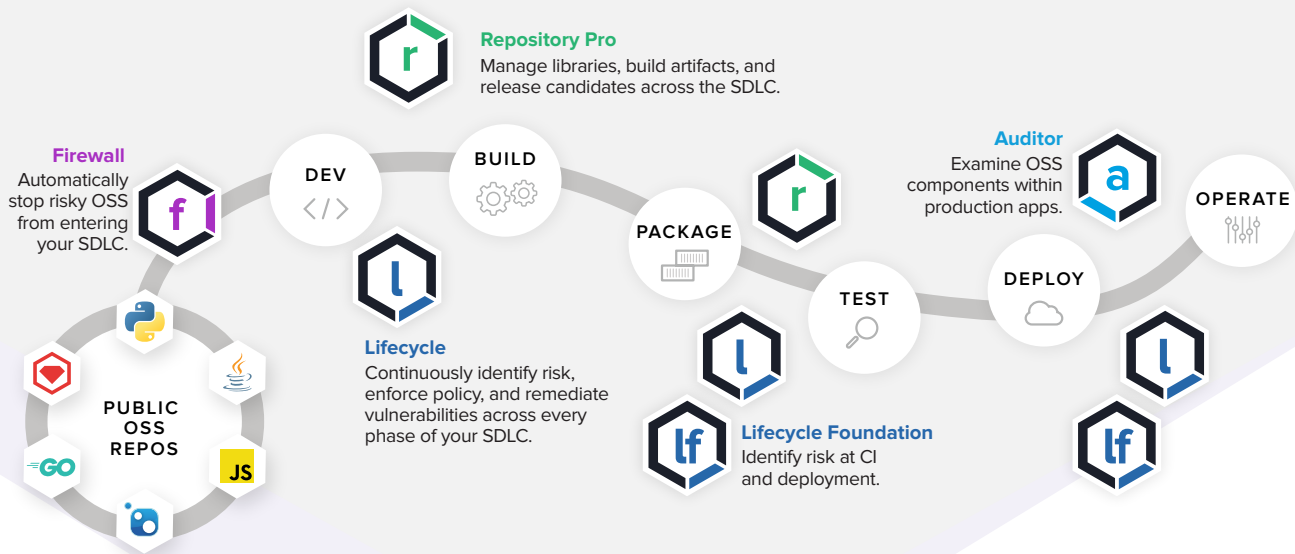 r
Repository Pro
Manage libraries, build artifacts, and
release candidates across the SDLC.
Firewall
Automatically
stop risky OSS
from entering
your SDLC.
f
DEV
</>
BUILD
l
Lifecycle
Continuously identify risk,
enforce policy, and remediate
vulnerabilities across every
phase of your SDLC.
PUBLIC
OSS
REPOS
GO
JS
PACKAGE
r
TEST
l
lf
Lifecycle Foundation
Identify risk at CI
and deployment.
Auditor
Examine OSS
components within
production apps.
a
DEPLOY
OPERATE
l
lf